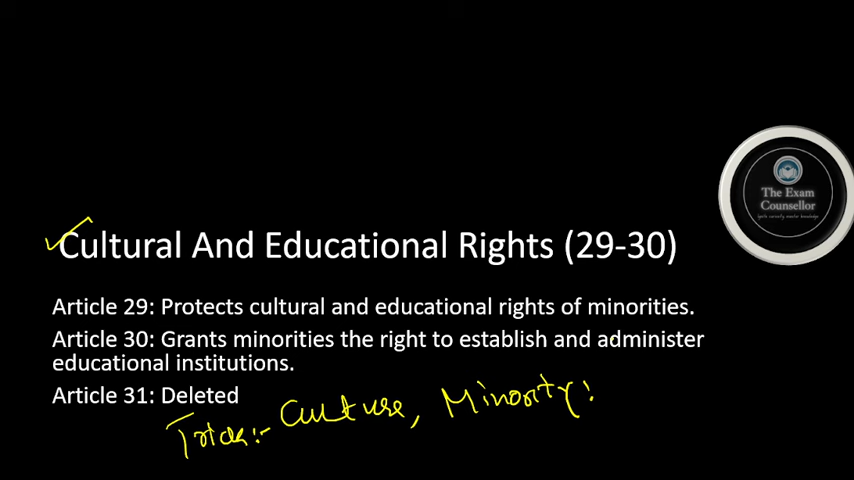 The Exam
Counsellor
Cultural And Educational Rights (29-30)
Article 29: Protects cultural and educational rights of minorities.
Article 30: Grants minorities the right to establish and administer
educational institutions.
Article 31: Deleted
Trick:- Culture, Minority: